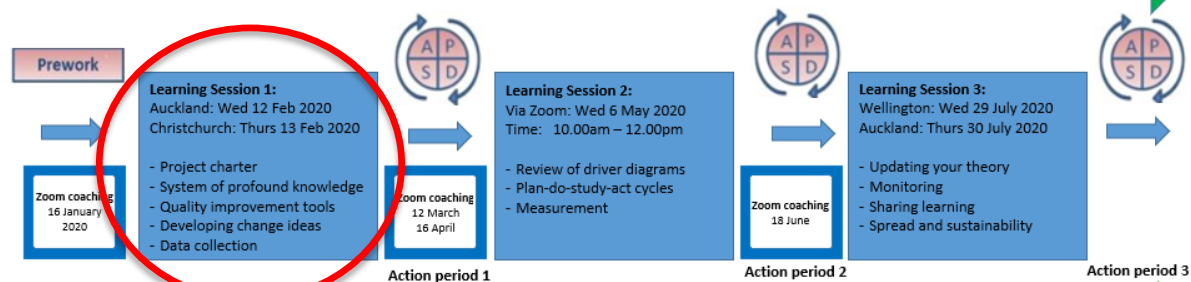 Prework
Zoom coaching
16 January
2020
Learning Session 1:
Auckland: Wed 12 Feb 2020
Christchurch: Thurs 13 Feb 2020
- Project charter
- System of profound knowledge
- Quality improvement tools
- Developing change ideas
- Data collection
A P
S D
Zoom coaching
12 March
16 April
Action period 1
Learning Session 2:
Via Zoom: Wed 6 May 2020
Time: 10.00am – 12.00pm
- Review of driver diagrams
- Plan-do-study-act cycles
- Measurement
A P
S D
Zoom coaching
18 June
Action period 2
Learning Session 3:
Wellington: Wed 29 July 2020
Auckland: Thurs 30 July 2020
- Updating your theory
- Monitoring
- Sharing learning
- Spread and sustainability
A P
S D
Action period 3